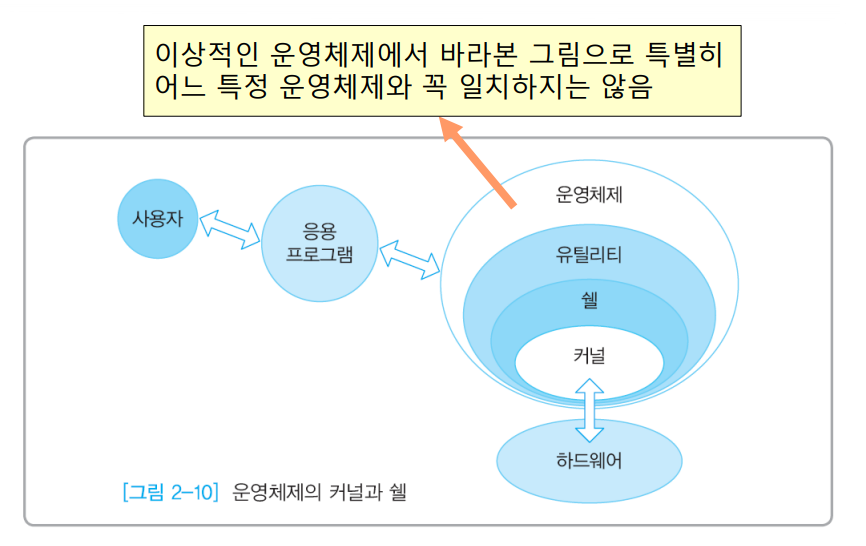 이상적인 운영체제에서 바라본 그림으로 특별히
어느 특정 운영체제와 꼭 일치하지는 않음
사용자
응용
프로그램
운영체제
유틸리티
쉘
커널
하드웨어
[그림 2-10] 운영체제의 커널과 쉘